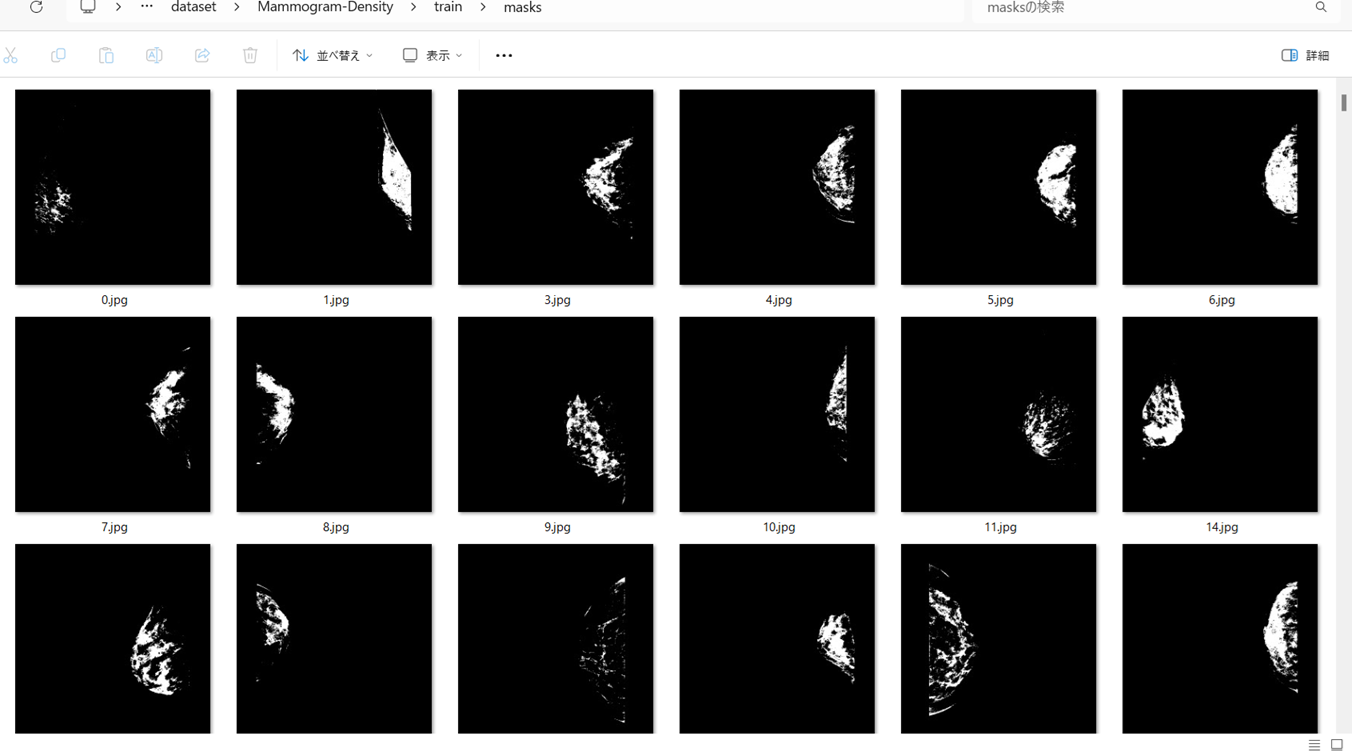 dataset > Mammogram-Density > train > masks
masksの検索
並べ替え
表示
詳細
0.jpg
1.jpg
3.jpg
4.jpg
5.jpg
6.jpg
7.jpg
8.jpg
9.jpg
10.jpg
11.jpg
14.jpg